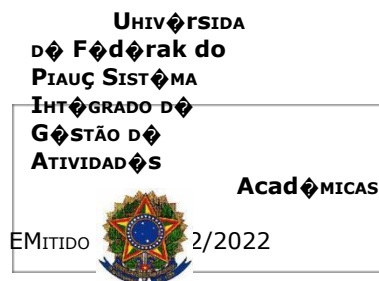 Uhiv�rsida
d� F�d�rak do
Piauç Sist�ma
Iht�grado d�
G�stão d�
Atividad�s
Acad�micas
EMitido 2/2022